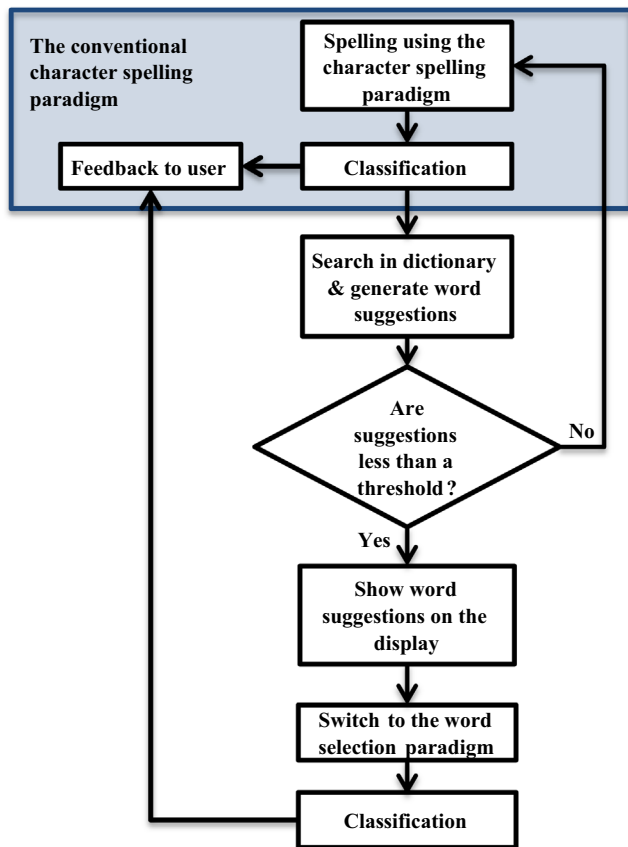 The conventional
character spelling
paradigm
Spelling using the
character spelling
paradigm
Feedback to user
Classification
Search in dictionary
& generate word
suggestions
Are
suggestions
less than a
threshold?
No
Yes
Show word
suggestions on the
display
Switch to the word
selection paradigm
Classification